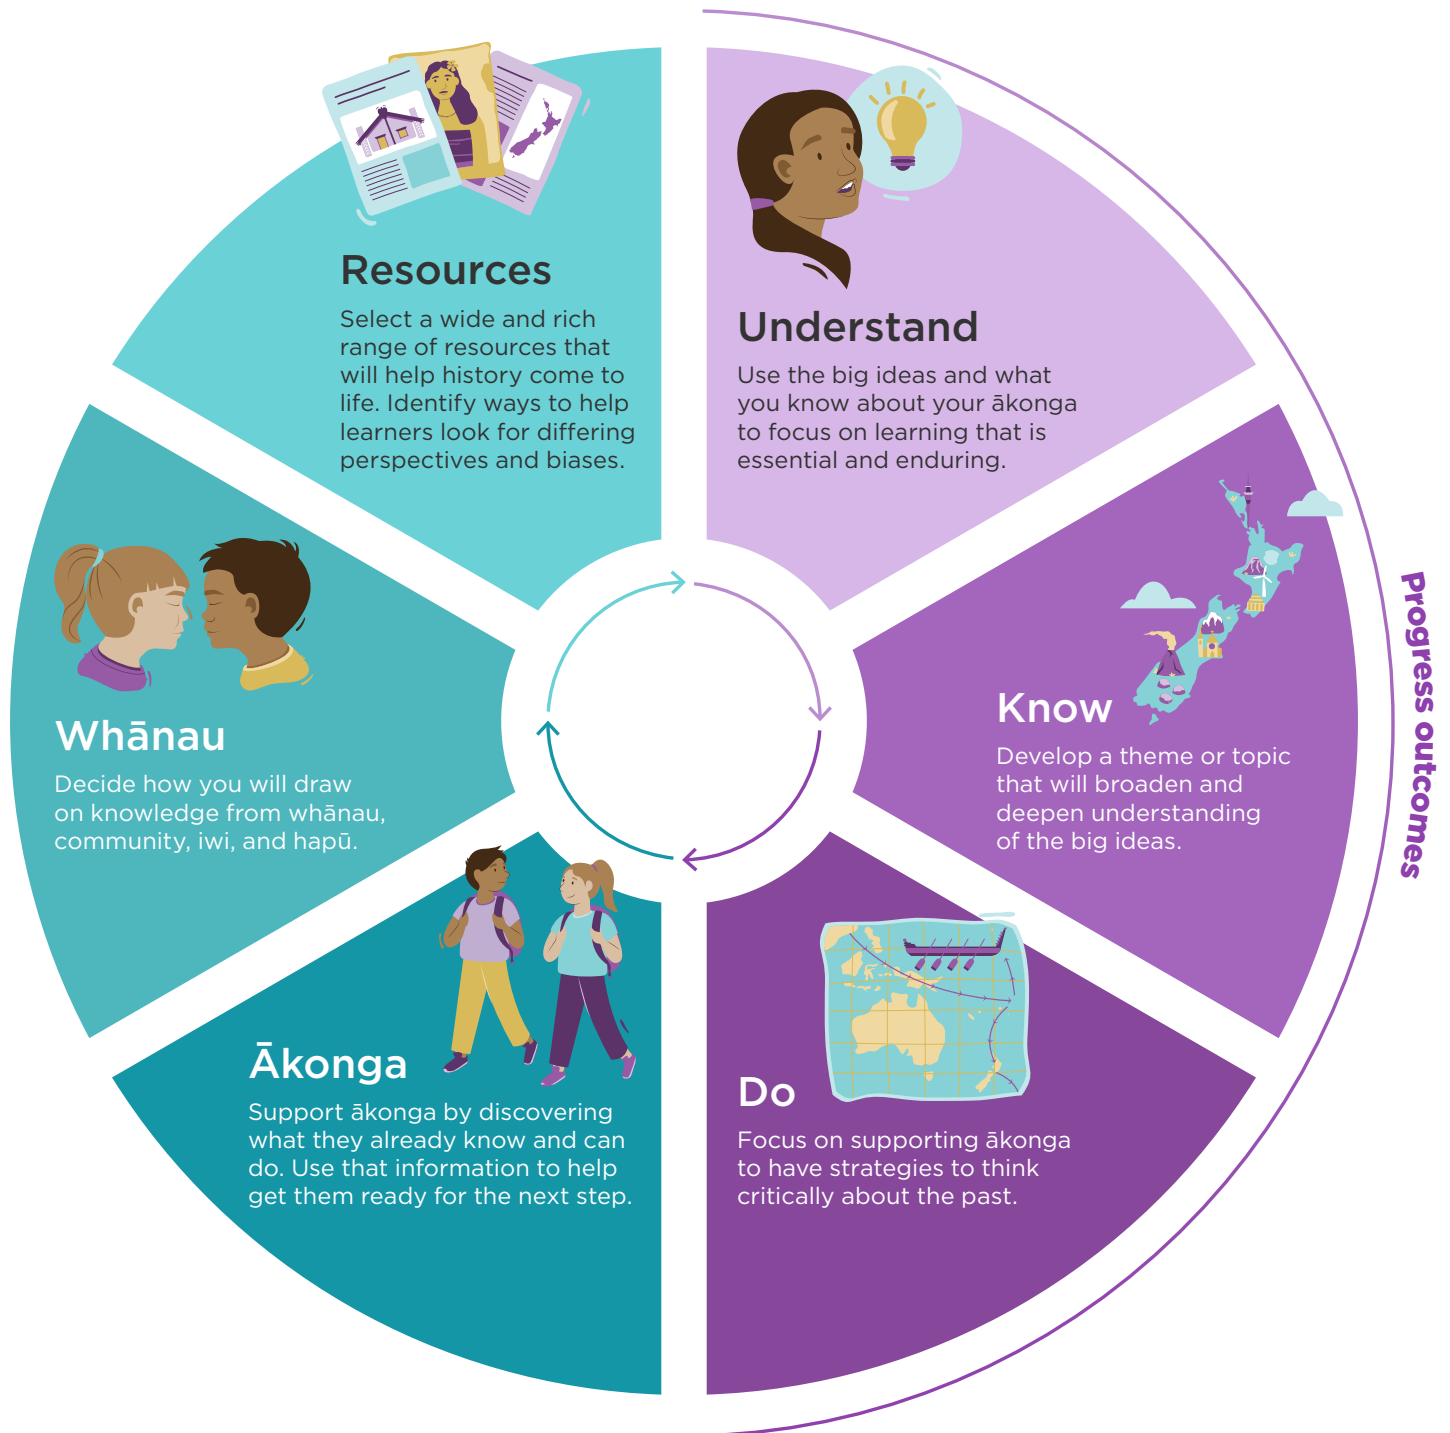 Resources
Select a wide and rich
range of resources that
will help history come to
life. Identify ways to help
learners look for differing
perspectives and biases.
Understand
Use the big ideas and what
you know about your ākonga
to focus on learning that is
essential and enduring.
Know
Develop a theme or topic
that will broaden and
deepen understanding
of the big ideas.
Do
Focus on supporting ākonga
to have strategies to think
critically about the past.
Ākonga
Support ākonga by discovering
what they already know and can
do. Use that information to help
get them ready for the next step.
Whānau
Decide how you will draw
on knowledge from whānau,
community, iwi, and hapū.
Progress outcomes